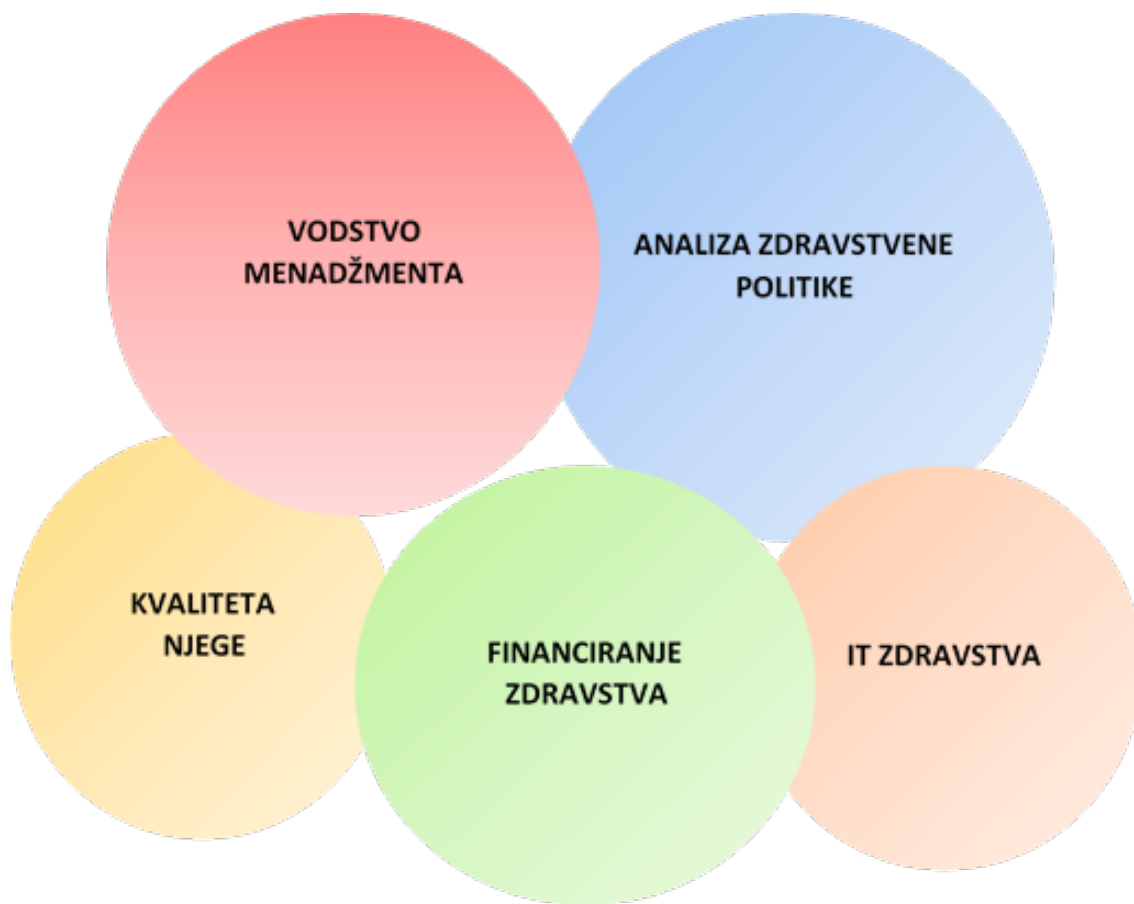 VODSTVO
MENADŽMENTA
ANALIZA ZDRAVSTVENE
POLITIKE
KVALITETA
NJEGE
FINANCIRANJE
ZDRAVSTVA
IT ZDRAVSTVA